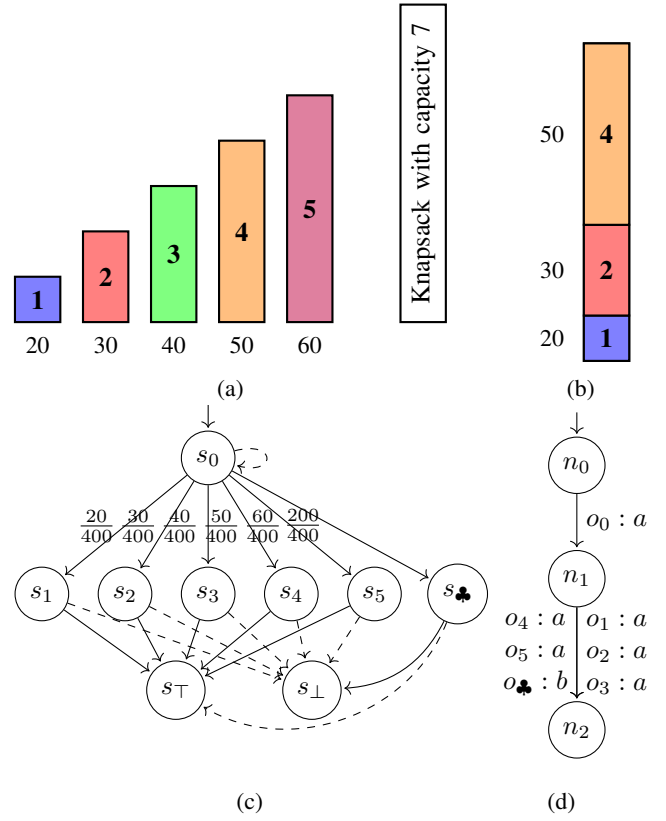 Knapsack with capacity 7
1
2
3
4
5
20
30
40
50
60
(a)
50
4
30
2
20
1
(b)
s₀
20/400 30/400 40/400 50/400 60/400 200/400
s₁ s₂ s₃ s₄ s₅ s♣
s⊤ s⊥
(c)
n₀
o₀ : a
n₁
o₄ : a o₁ : a
o₅ : a o₂ : a
o♣ : b o₃ : a
n₂
(d)